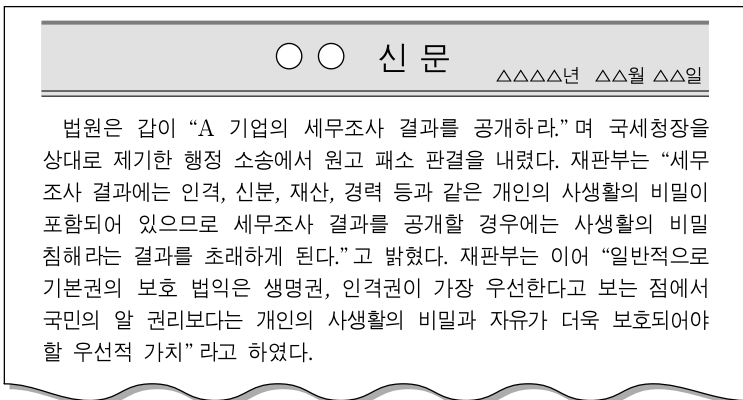 ○○ 신문
△△△△년 △△월 △△일
법원은 갑이 “A 기업의 세무조사 결과를 공개하라.”며 국세청장을
상대로 제기한 행정 소송에서 원고 패소 판결을 내렸다. 재판부는 “세무
조사 결과에는 인격, 신분, 재산, 경력 등과 같은 개인의 사생활의 비밀이
포함되어 있으므로 세무조사 결과를 공개할 경우에는 사생활의 비밀
침해라는 결과를 초래하게 된다.”고 밝혔다. 재판부는 이어 “일반적으로
기본권의 보호 법익은 생명권, 인격권이 가장 우선한다고 보는 점에서
국민의 알 권리보다는 개인의 사생활의 비밀과 자유가 더욱 보호되어야
할 우선적 가치”라고 하였다.